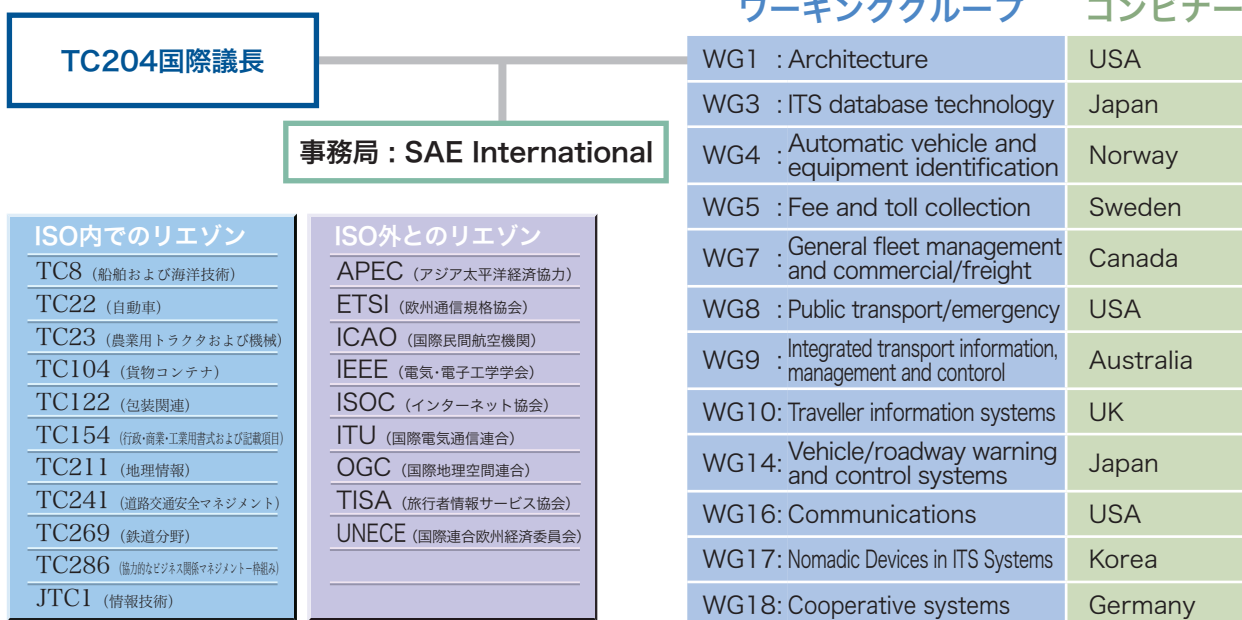 ワーキンググループ コンビナー
TC204国際議長
事務局：SAE International
WG1 : Architecture USA
WG3 : ITS database technology Japan
WG4 : Automatic vehicle and
equipment identification Norway
WG5 : Fee and toll collection Sweden
WG7 : General fleet management
and commercial/freight Canada
WG8 : Public transport/emergency USA
WG9 : Integrated transport information,
management and contorol Australia
WG10: Traveller information systems UK
WG14: Vehicle/roadway warning
and control systems Japan
WG16: Communications USA
WG17: Nomadic Devices in ITS Systems Korea
WG18: Cooperative systems Germany
ISO内でのリエゾン
TC8（船舶および海洋技術）
TC22（自動車）
TC23（農業用トラクタおよび機械）
TC104（貨物コンテナ）
TC122（包装関連）
TC154（行政・商業・工業用書式および記載項目）
TC211（地理情報）
TC241（道路交通安全マネジメント）
TC269（鉄道分野）
TC286（協力的なビジネス関係マネジメントー枠組み）
JTC1（情報技術）
ISO外とのリエゾン
APEC（アジア太平洋経済協力）
ETSI（欧州通信規格協会）
ICAO（国際民間航空機関）
IEEE（電気・電子工学学会）
ISOC（インターネット協会）
ITU（国際電気通信連合）
OGC（国際地理空間連合）
TISA（旅行者情報サービス協会）
UNECE（国際連合欧州経済委員会）